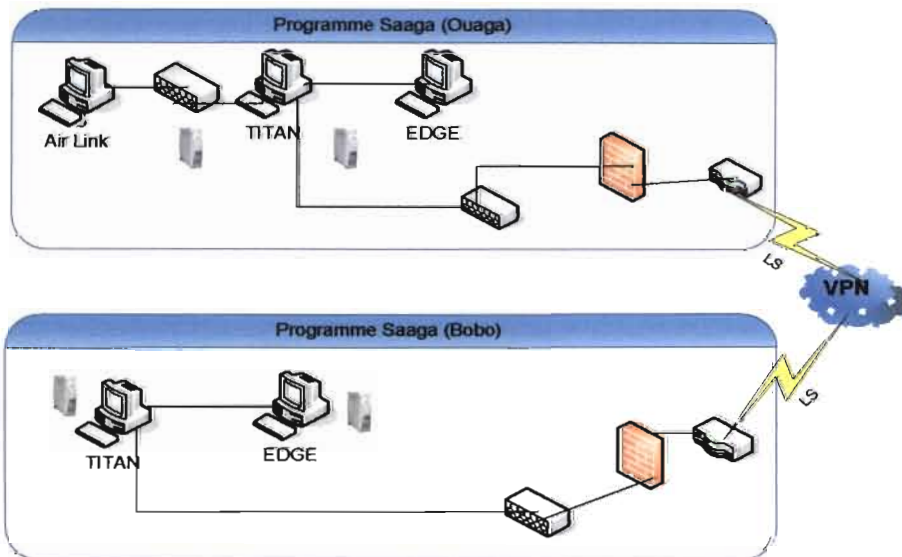 Programme Saaga (Ouaga)
Air Link
TITAN
EDGE
LS
VPN
Programme Saaga (Bobo)
TITAN
EDGE
LS